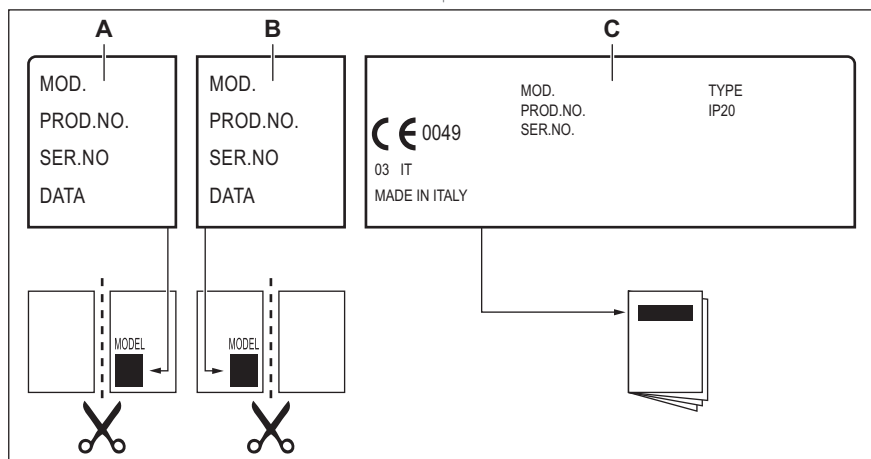 A
B
C
MOD.
PROD.NO.
SER.NO
DATA
MOD.
PROD.NO.
SER.NO
DATA
MOD.
PROD.NO.
SER.NO.
TYPE
IP20
CE 0049
03 IT
MADE IN ITALY
MODEL
MODEL